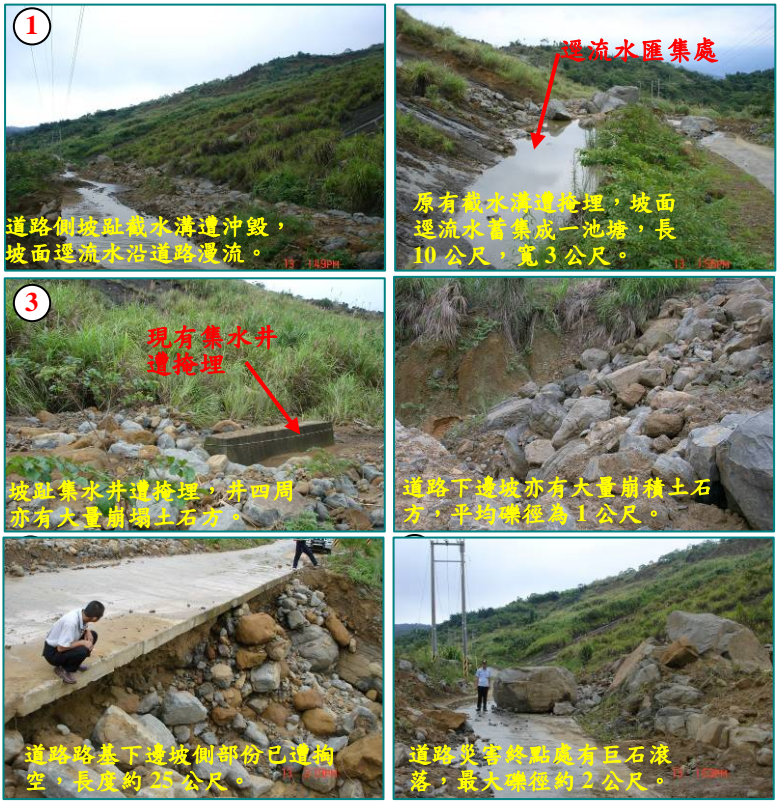 1
道路側坡趾截水溝遭沖毀，
坡面逕流水沿道路漫流。
13 1:49PM
逕流水匯集處
原有截水溝遭掩埋，坡面
逕流水蓄集成一池塘，長
10 公尺，寬 3 公尺。
13
3
現有集水井
遭掩埋
坡趾集水井遭掩埋，井四周
亦有大量崩塌土石方。
道路下邊坡亦有大量崩積土石
方，平均礫徑為 1 公尺。
道路路基下邊坡側部份已遭掏
空，長度約 25 公尺。
13
道路災害終點處有巨石滾
落，最大礫徑約 2 公尺。
13